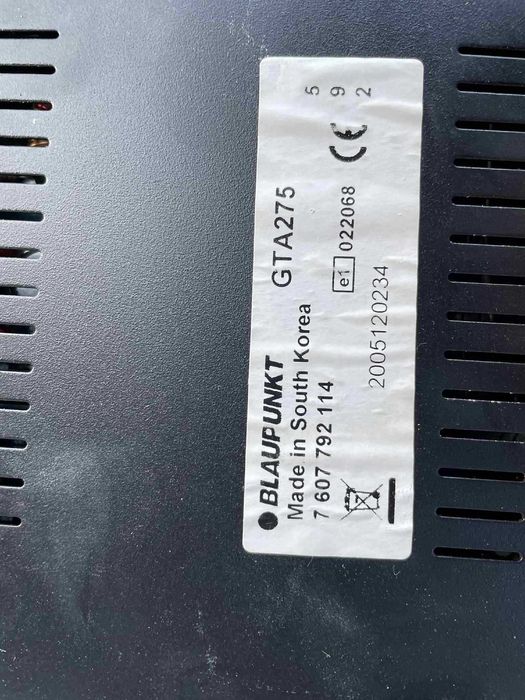 BLAUPUNKT
Made in South Korea
7 607 792 114
GTA275
e1 022068
2005120234
CE
5
9
2